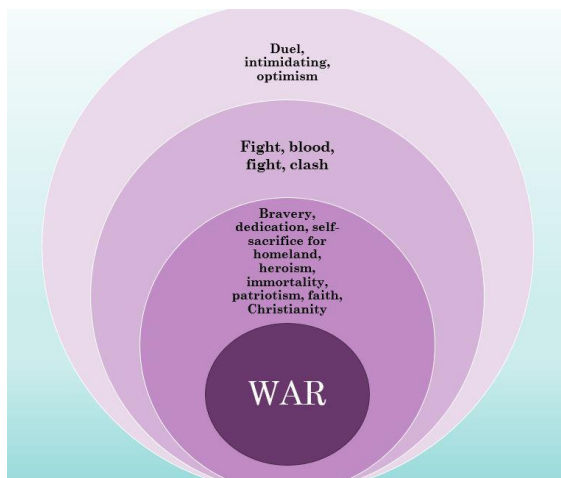 Duel,
intimidating,
optimism
Fight, blood,
fight, clash
Bravery,
dedication, self-
sacrifice for
homeland,
heroism,
immortality,
patriotism, faith,
Christianity
WAR